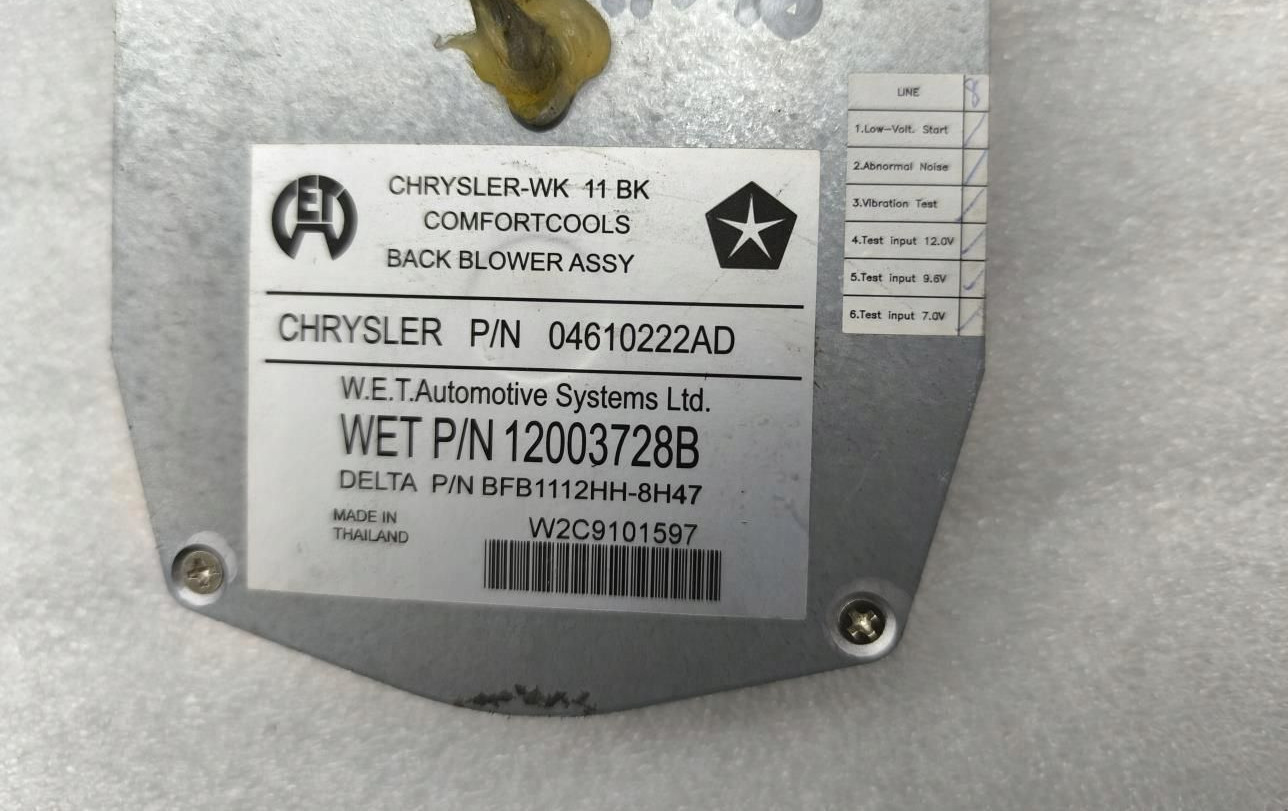 WET
CHRYSLER-WK 11 BK
COMFORTCOOLS
BACK BLOWER ASSY
CHRYSLER P/N 04610222AD
W.E.T.Automotive Systems Ltd.
WET P/N 12003728B
DELTA P/N BFB1112HH-8H47
MADE IN
THAILAND
W2C9101597
LINE 8
1.Low-Volt. Start
2.Abnormal Noise
3.Vibration Test
4.Test input 12.0V
5.Test input 9.6V
6.Test input 7.0V